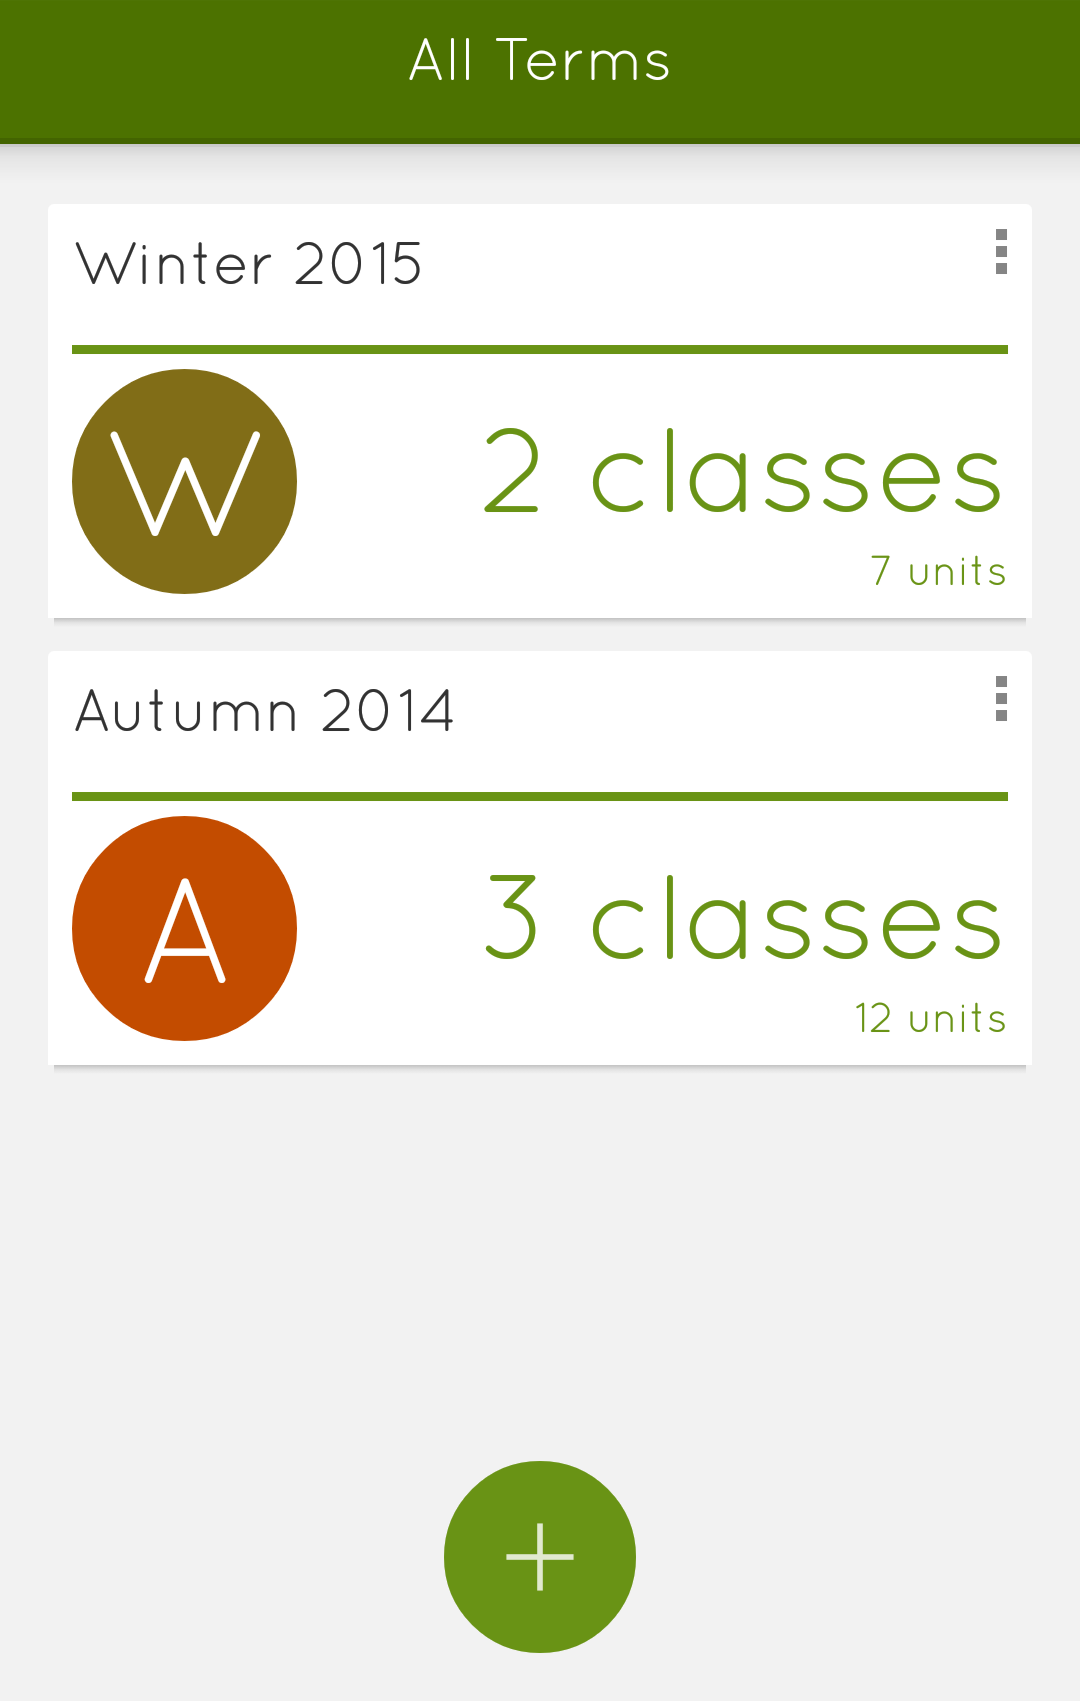 All Terms
Winter 2015
W
2 classes
7 units
Autumn 2014
A
3 classes
12 units
+